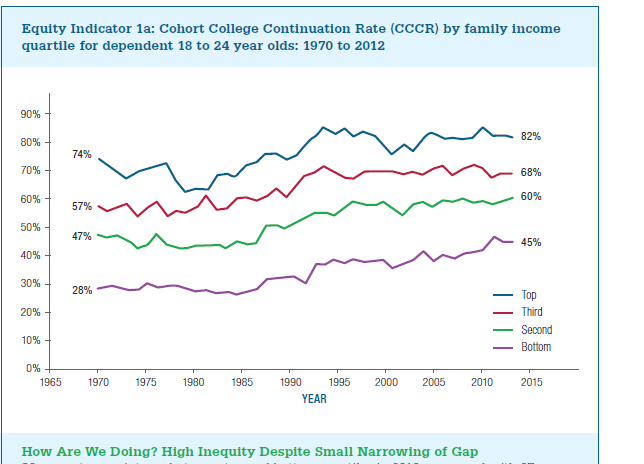 Equity Indicator 1a: Cohort College Continuation Rate (CCCR) by family income
quartile for dependent 18 to 24 year olds: 1970 to 2012
90%
80%
70%
60%
50%
40%
30%
20%
10%
0%
74%
57%
47%
28%
82%
68%
60%
45%
Top
Third
Second
Bottom
1965 1970 1975 1980 1985 1990 1995 2000 2005 2010 2015
YEAR
How Are We Doing? High Inequity Despite Small Narrowing of Gap